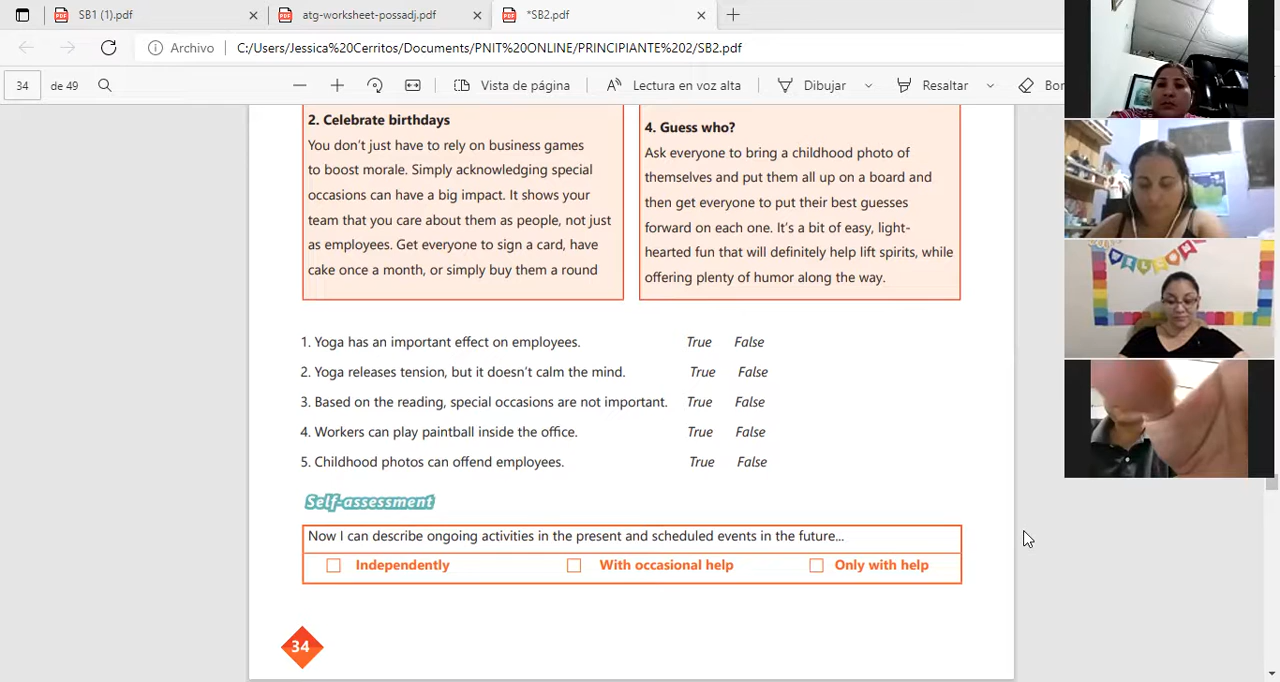 SB1 (1).pdf
atg-worksheet-possadj.pdf
*SB2.pdf
Archivo
C:/Users/Jessica%20Cerritos/Documents/PNIT%20ONLINE/PRINCIPIANTE%202/SB2.pdf
34 de 49
Vista de página
Lectura en voz alta
Dibujar
Resaltar
Bor
2. Celebrate birthdays
You don't just have to rely on business games
to boost morale. Simply acknowledging special
occasions can have a big impact. It shows your
team that you care about them as people, not just
as employees. Get everyone to sign a card, have
cake once a month, or simply buy them a round
4. Guess who?
Ask everyone to bring a childhood photo of
themselves and put them all up on a board and
then get everyone to put their best guesses
forward on each one. It's a bit of easy, light-
hearted fun that will definitely help lift spirits, while
offering plenty of humor along the way.
1. Yoga has an important effect on employees. True False
2. Yoga releases tension, but it doesn't calm the mind. True False
3. Based on the reading, special occasions are not important. True False
4. Workers can play paintball inside the office. True False
5. Childhood photos can offend employees. True False
Self-assessment
Now I can describe ongoing activities in the present and scheduled events in the future...
Independently With occasional help Only with help
34